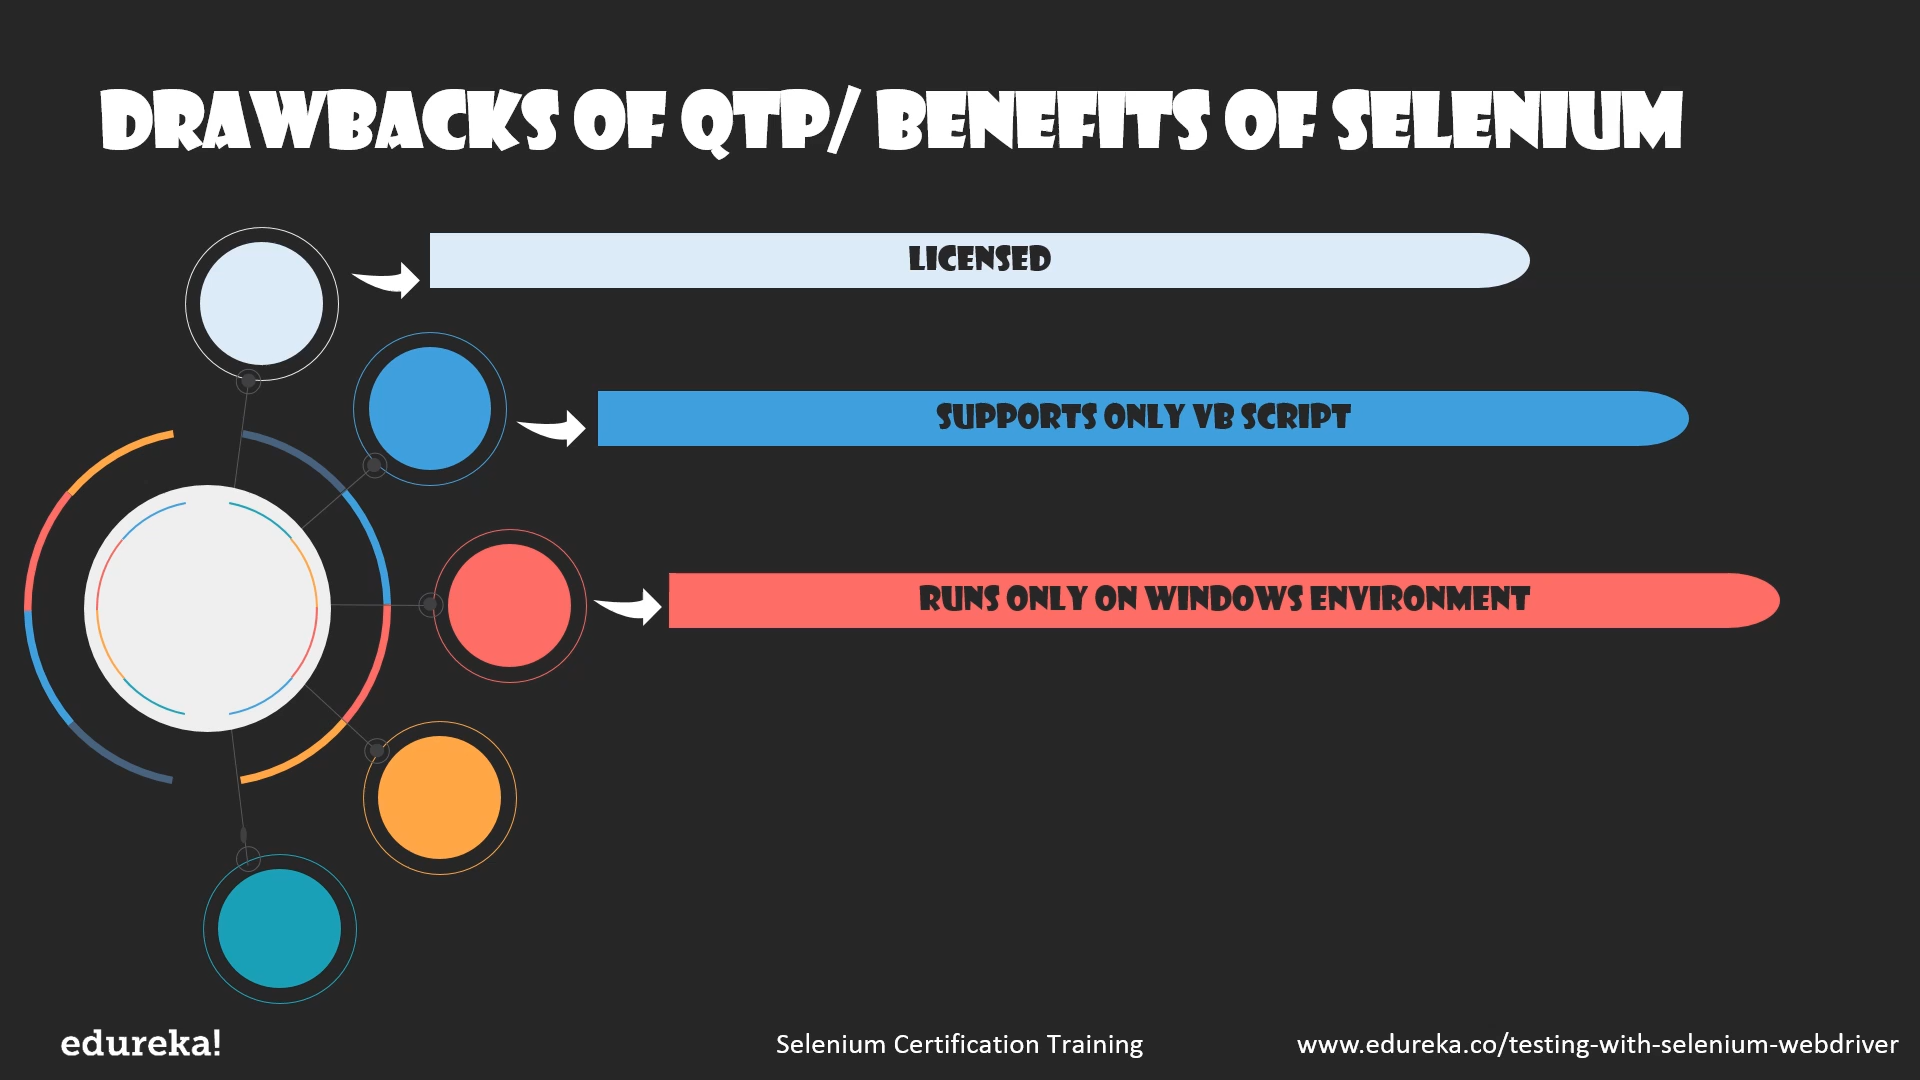 DRAWBACKS OF QTP/ BENEFITS OF SELENIUM
LICENSED
SUPPORTS ONLY VB SCRIPT
RUNS ONLY ON WINDOWS ENVIRONMENT
edureka!
Selenium Certification Training
www.edureka.co/testing-with-selenium-webdriver